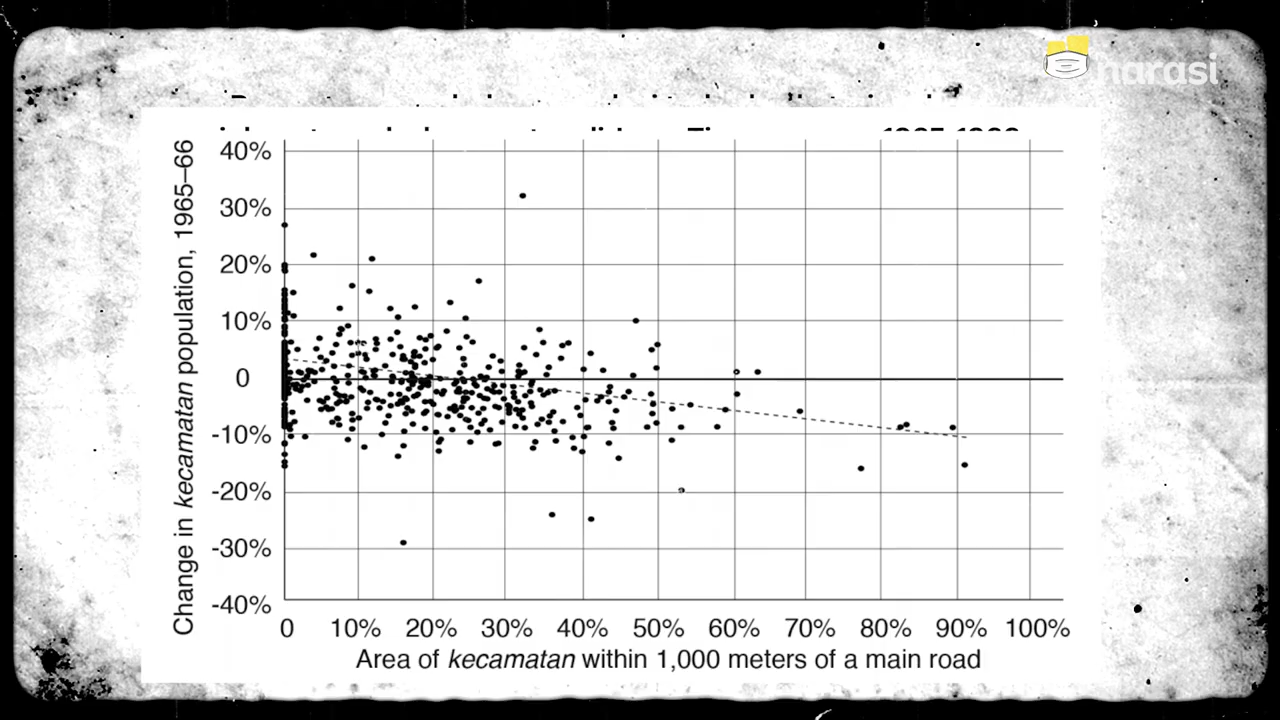 narasi
40%
30%
20%
10%
0
-10%
-20%
-30%
-40%
Change in kecamatan population, 1965–66
0 10% 20% 30% 40% 50% 60% 70% 80% 90% 100%
Area of kecamatan within 1,000 meters of a main road